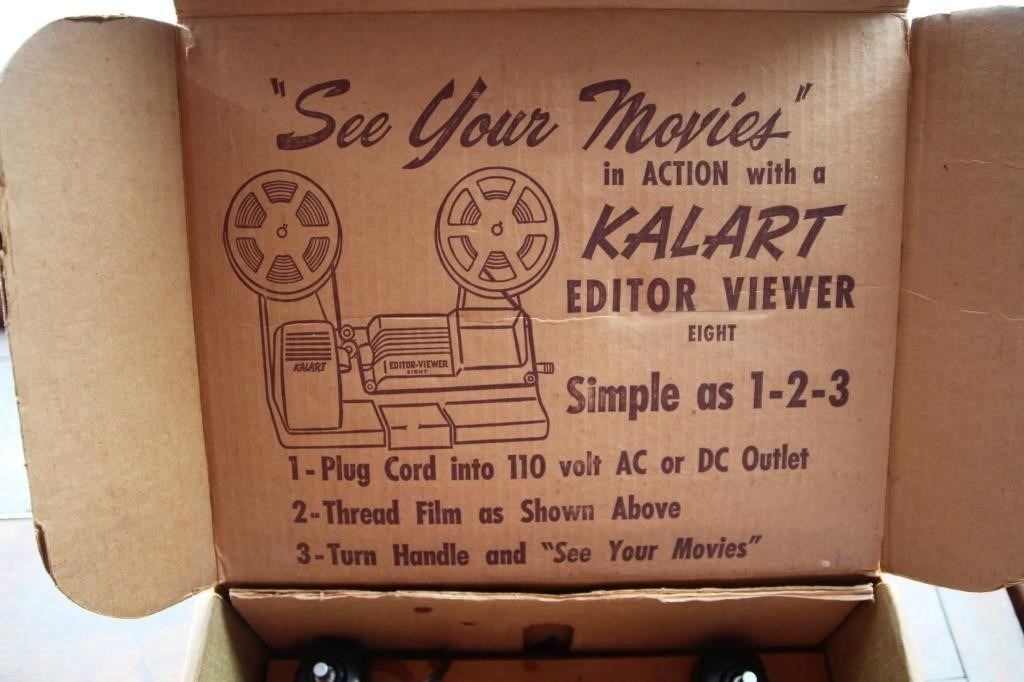 "See Your Movies"
in ACTION with a
KALART
EDITOR VIEWER
EIGHT
KALART
EDITOR-VIEWER
EIGHT
Simple as 1-2-3
1-Plug Cord into 110 volt AC or DC Outlet
2-Thread Film as Shown Above
3-Turn Handle and "See Your Movies"